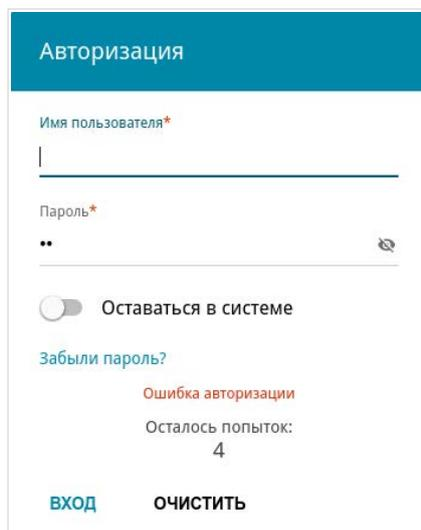 Авторизация
Имя пользователя*
Пароль*
••
Оставаться в системе
Забыли пароль?
Ошибка авторизации
Осталось попыток:
4
ВХОД ОЧИСТИТЬ